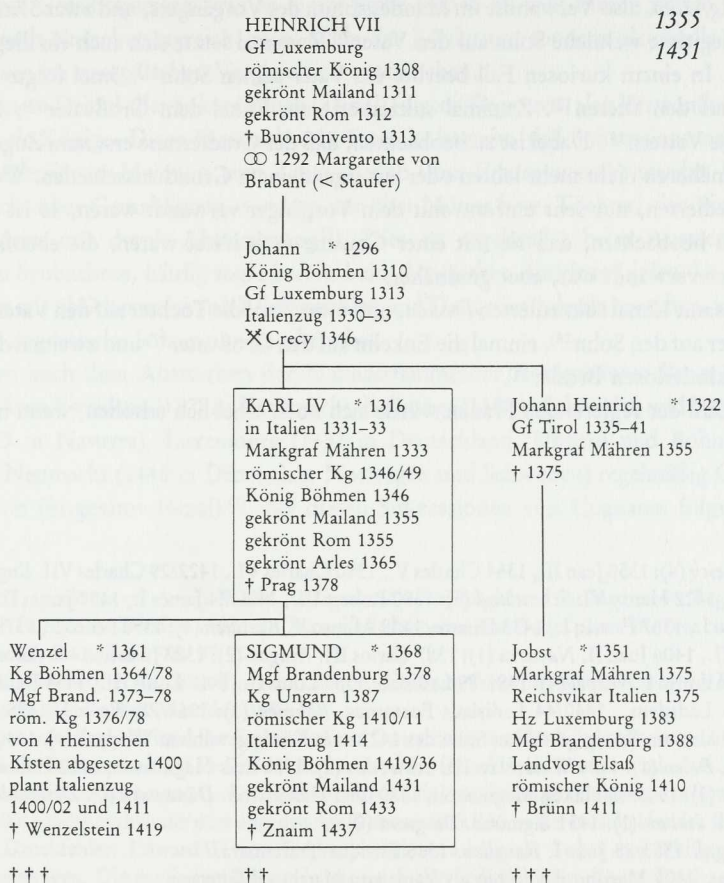 HEINRICH VII
Gf Luxemburg
römischer König 1308
gekrönt Mailand 1311
gekrönt Rom 1312
† Buonconvento 1313
⚭ 1292 Margarethe von
Brabant (< Staufer)
1355
1431
Johann * 1296
König Böhmen 1310
Gf Luxemburg 1313
Italienzug 1330–33
⚔ Crecy 1346
KARL IV * 1316
in Italien 1331–33
Markgraf Mähren 1333
römischer Kg 1346/49
König Böhmen 1346
gekrönt Mailand 1355
gekrönt Rom 1355
gekrönt Arles 1365
† Prag 1378
Johann Heinrich * 1322
Gf Tirol 1335–41
Markgraf Mähren 1355
† 1375
Wenzel * 1361
Kg Böhmen 1364/78
Mgf Brand. 1373–78
röm. Kg 1376/78
von 4 rheinischen
Kfsten abgesetzt 1400
plant Italienzug
1400/02 und 1411
† Wenzelstein 1419
† † †
SIGMUND * 1368
Mgf Brandenburg 1378
Kg Ungarn 1387
römischer Kg 1410/11
Italienzug 1414
König Böhmen 1419/36
gekrönt Mailand 1431
gekrönt Rom 1433
† Znaim 1437
† †
Jobst * 1351
Markgraf Mähren 1375
Reichsvikar Italien 1375
Hz Luxemburg 1383
Mgf Brandenburg 1388
Landvogt Elsaß
römischer König 1410
† Brünn 1411
† † †